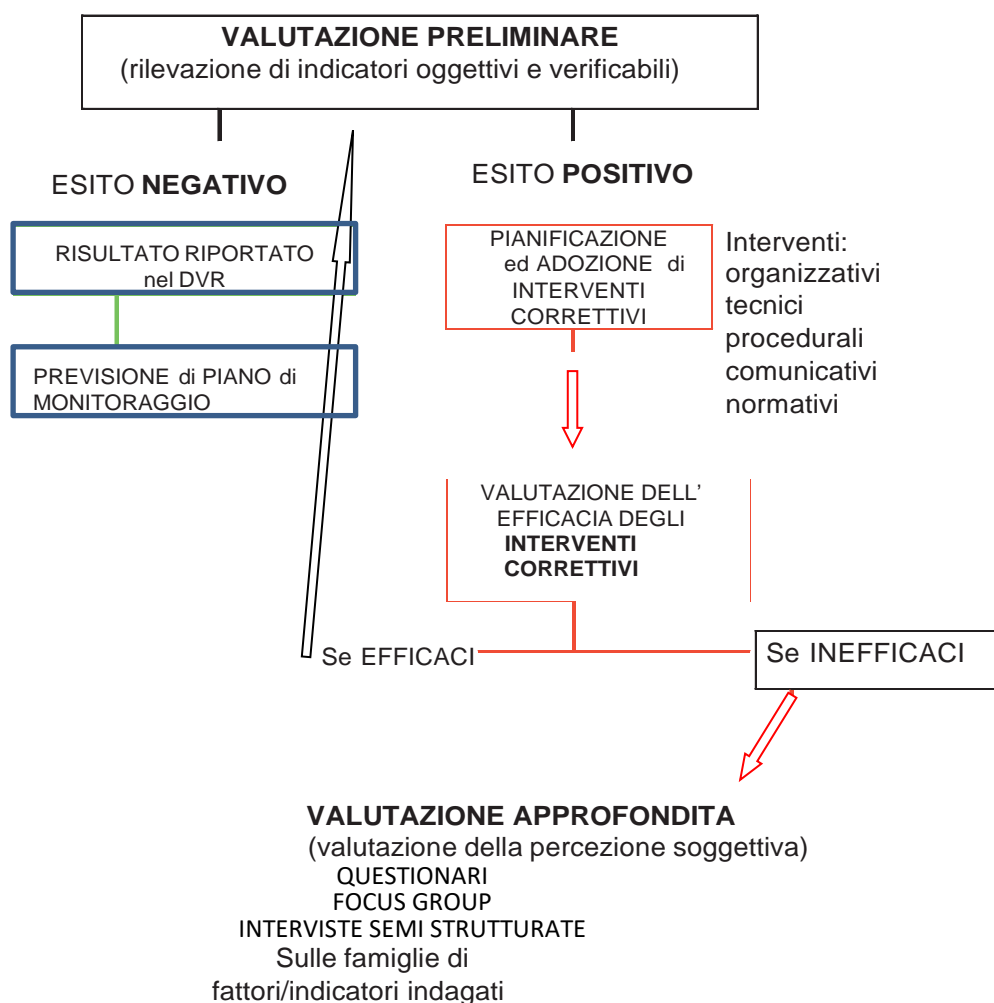 VALUTAZIONE PRELIMINARE
(rilevazione di indicatori oggettivi e verificabili)
ESITO NEGATIVO
ESITO POSITIVO
RISULTATO RIPORTATO
nel DVR
PREVISIONE di PIANO di
MONITORAGGIO
PIANIFICAZIONE
ed ADOZIONE di
INTERVENTI
CORRETTIVI
Interventi:
organizzativi
tecnici
procedurali
comunicativi
normativi
VALUTAZIONE DELL'
EFFICACIA DEGLI
INTERVENTI
CORRETTIVI
Se EFFICACI
Se INEFFICACI
VALUTAZIONE APPROFONDITA
(valutazione della percezione soggettiva)
QUESTIONARI
FOCUS GROUP
INTERVISTE SEMI STRUTTURATE
Sulle famiglie di
fattori/indicatori indagati